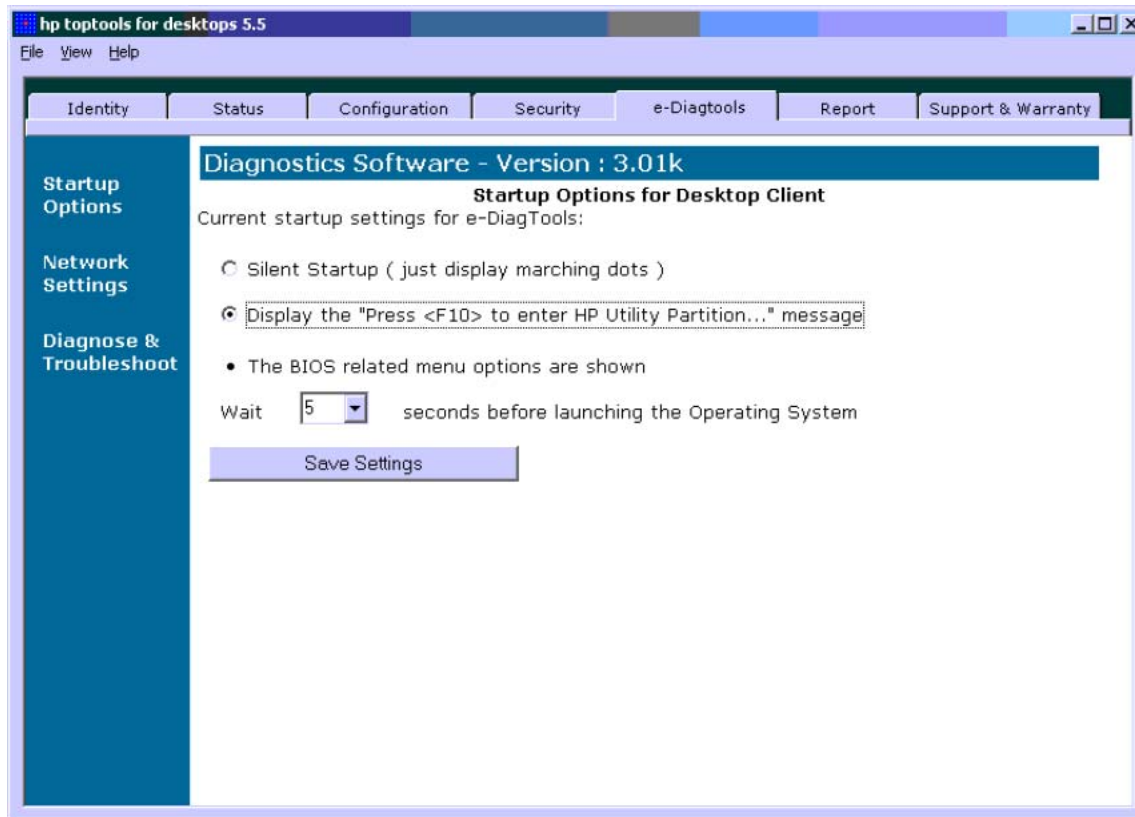 hp toptools for desktops 5.5
File View Help
Identity Status Configuration Security e-Diagtools Report Support & Warranty
Startup
Options
Network
Settings
Diagnose &
Troubleshoot
Diagnostics Software - Version : 3.01k
Startup Options for Desktop Client
Current startup settings for e-DiagTools:
Silent Startup ( just display marching dots )
Display the "Press <F10> to enter HP Utility Partition..." message
• The BIOS related menu options are shown
Wait 5 seconds before launching the Operating System
Save Settings